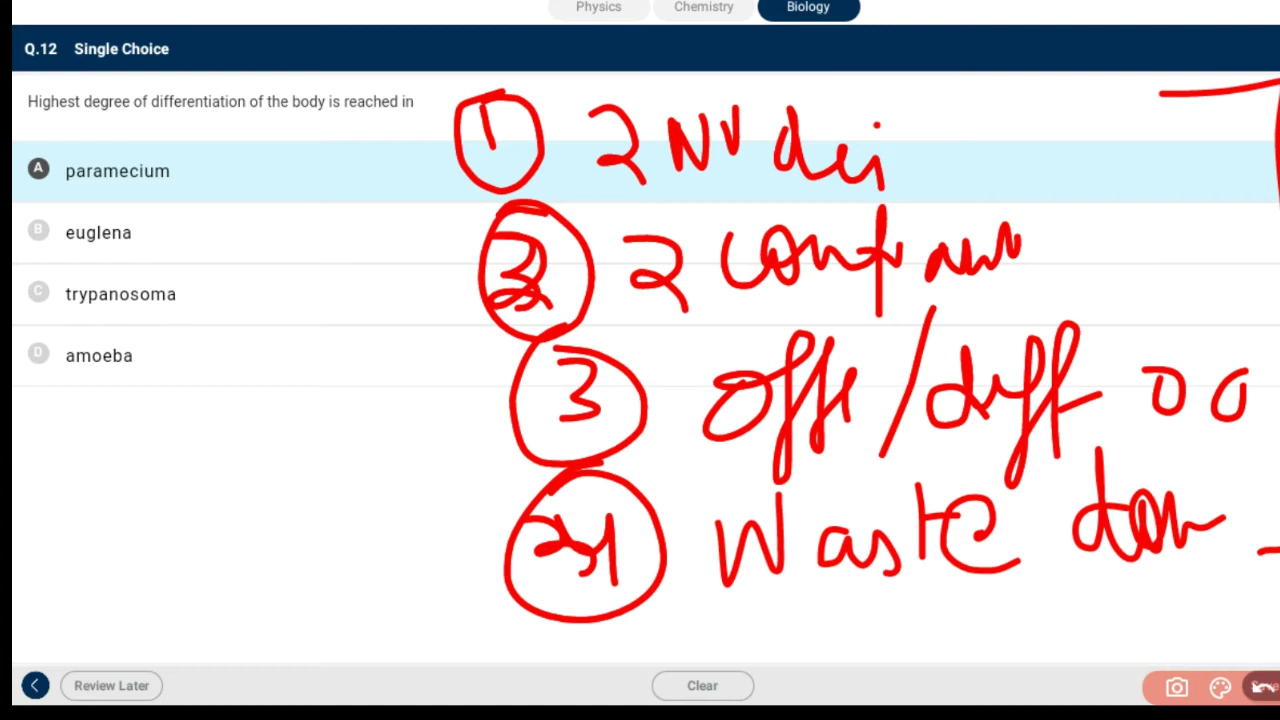 Physics Chemistry Biology
Q.12 Single Choice
Highest degree of differentiation of the body is reached in
A paramecium
B euglena
C trypanosoma
D amoeba
1 2
2 2
3 diff
4 Waste
Review Later Clear